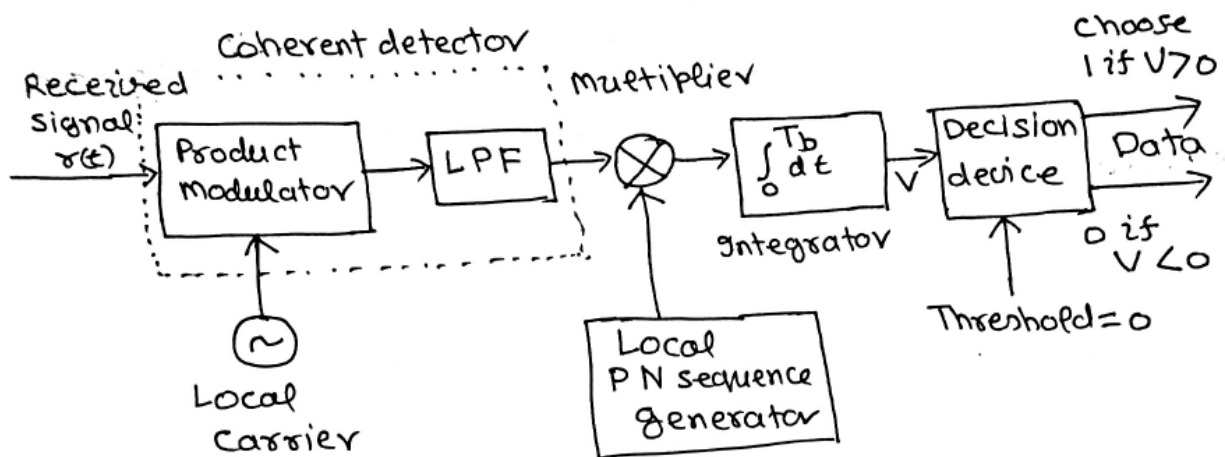 Coherent detector
Received
signal
r(t)
Product
modulator
LPF
Local
carrier
Multiplier
Local
PN sequence
generator
∫₀^Tb dt
Integrator
V
Decision
device
Threshold=0
choose
1 if V>0
Data
0 if
V<0